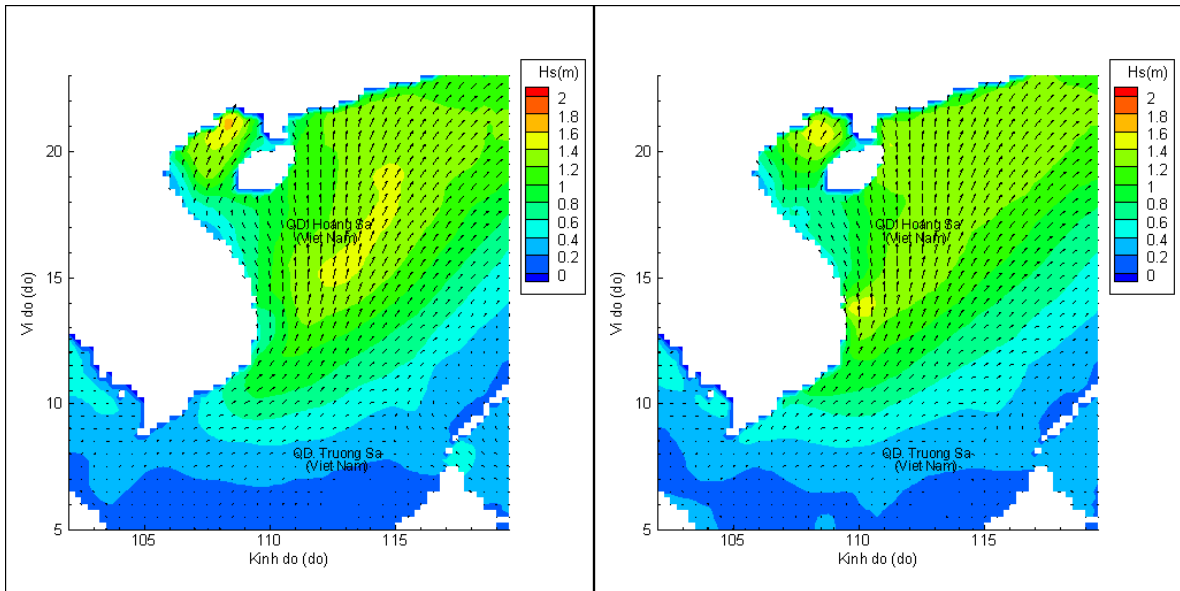 Hs(m)
2
1.8
1.6
1.4
1.2
1
0.8
0.6
0.4
0.2
0
20
15
10
5
Vi do (do)
QD. Hoang Sa
(Viet Nam)
QD. Truong Sa
(Viet Nam)
105
110
115
Kinh do (do)
Hs(m)
2
1.8
1.6
1.4
1.2
1
0.8
0.6
0.4
0.2
0
20
15
10
5
Vi do (do)
QD. Hoang Sa
(Viet Nam)
QD. Truong Sa
(Viet Nam)
105
110
115
Kinh do (do)